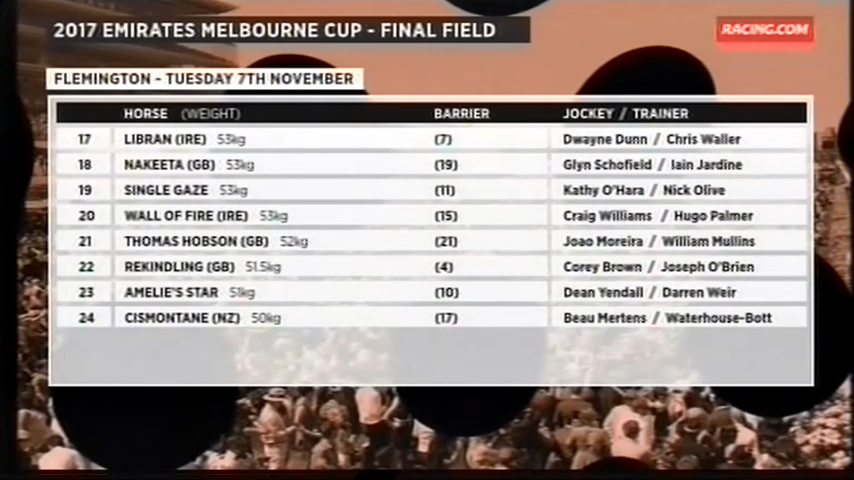 2017 EMIRATES MELBOURNE CUP - FINAL FIELD
RACING.COM
FLEMINGTON - TUESDAY 7TH NOVEMBER
HORSE (WEIGHT) BARRIER JOCKEY / TRAINER
17 LIBRAN (IRE) 53kg (7) Dwayne Dunn / Chris Waller
18 NAKEETA (GB) 53kg (19) Glyn Schofield / Iain Jardine
19 SINGLE GAZE 53kg (11) Kathy O'Hara / Nick Olive
20 WALL OF FIRE (IRE) 53kg (15) Craig Williams / Hugo Palmer
21 THOMAS HOBSON (GB) 52kg (21) Joao Moreira / William Mullins
22 REKINDLING (GB) 51.5kg (4) Corey Brown / Joseph O'Brien
23 AMELIE'S STAR 51kg (10) Dean Yendall / Darren Weir
24 CISMONTANE (NZ) 50kg (17) Beau Mertens / Waterhouse-Bott